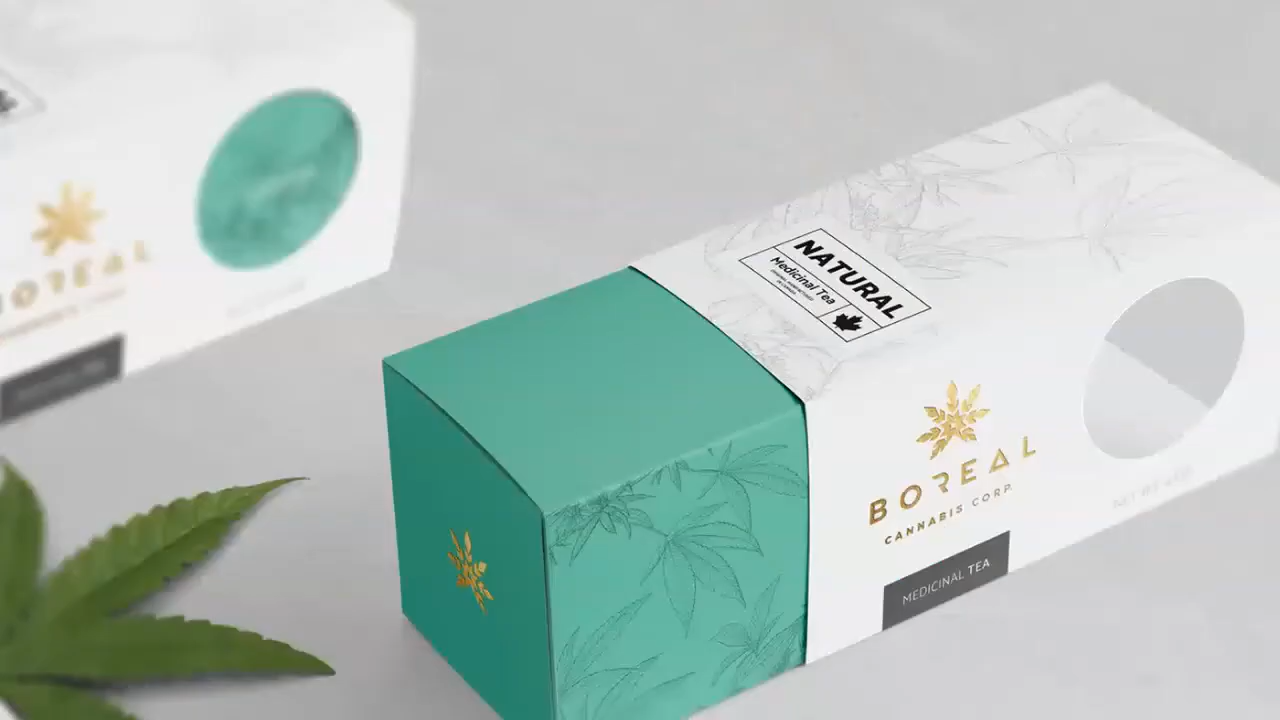 BOREAL
NATURAL
Medicinal Tea
BOREAL
CANNABIS CORP.
MEDICINAL TEA